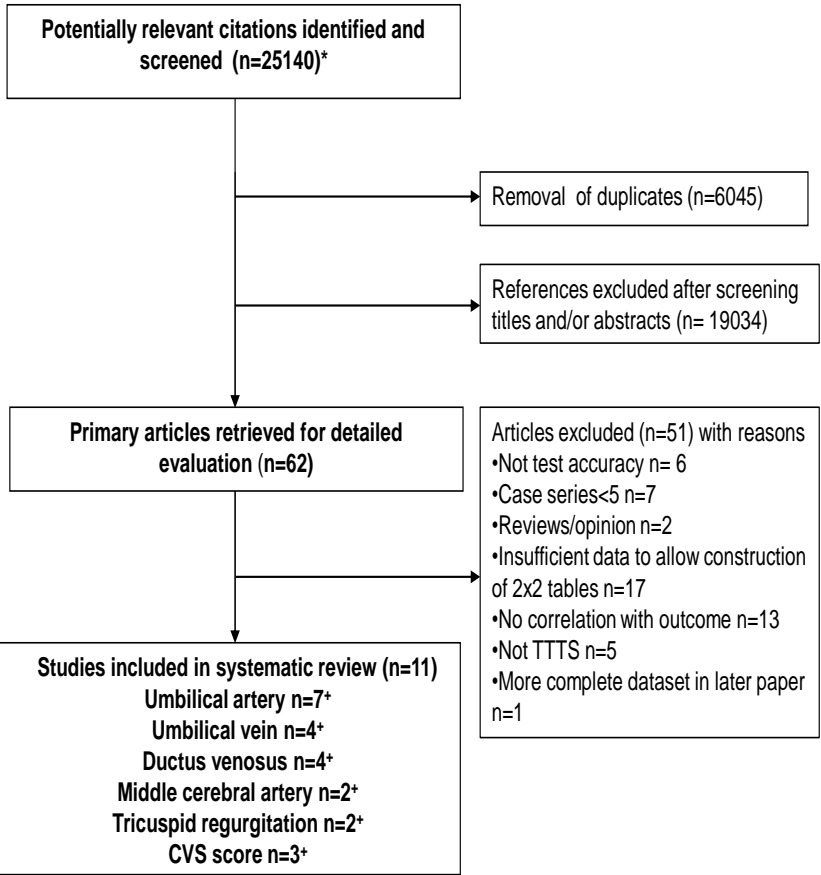 Potentially relevant citations identified and
screened (n=25140)*
Removal of duplicates (n=6045)
References excluded after screening
titles and/or abstracts (n= 19034)
Primary articles retrieved for detailed
evaluation (n=62)
Articles excluded (n=51) with reasons
•Not test accuracy n= 6
•Case series<5 n=7
•Reviews/opinion n=2
•Insufficient data to allow construction
of 2x2 tables n=17
•No correlation with outcome n=13
•Not TTTS n=5
•More complete dataset in later paper
n=1
Studies included in systematic review (n=11)
Umbilical artery n=7⁺
Umbilical vein n=4⁺
Ductus venosus n=4⁺
Middle cerebral artery n=2⁺
Tricuspid regurgitation n=2⁺
CVS score n=3⁺